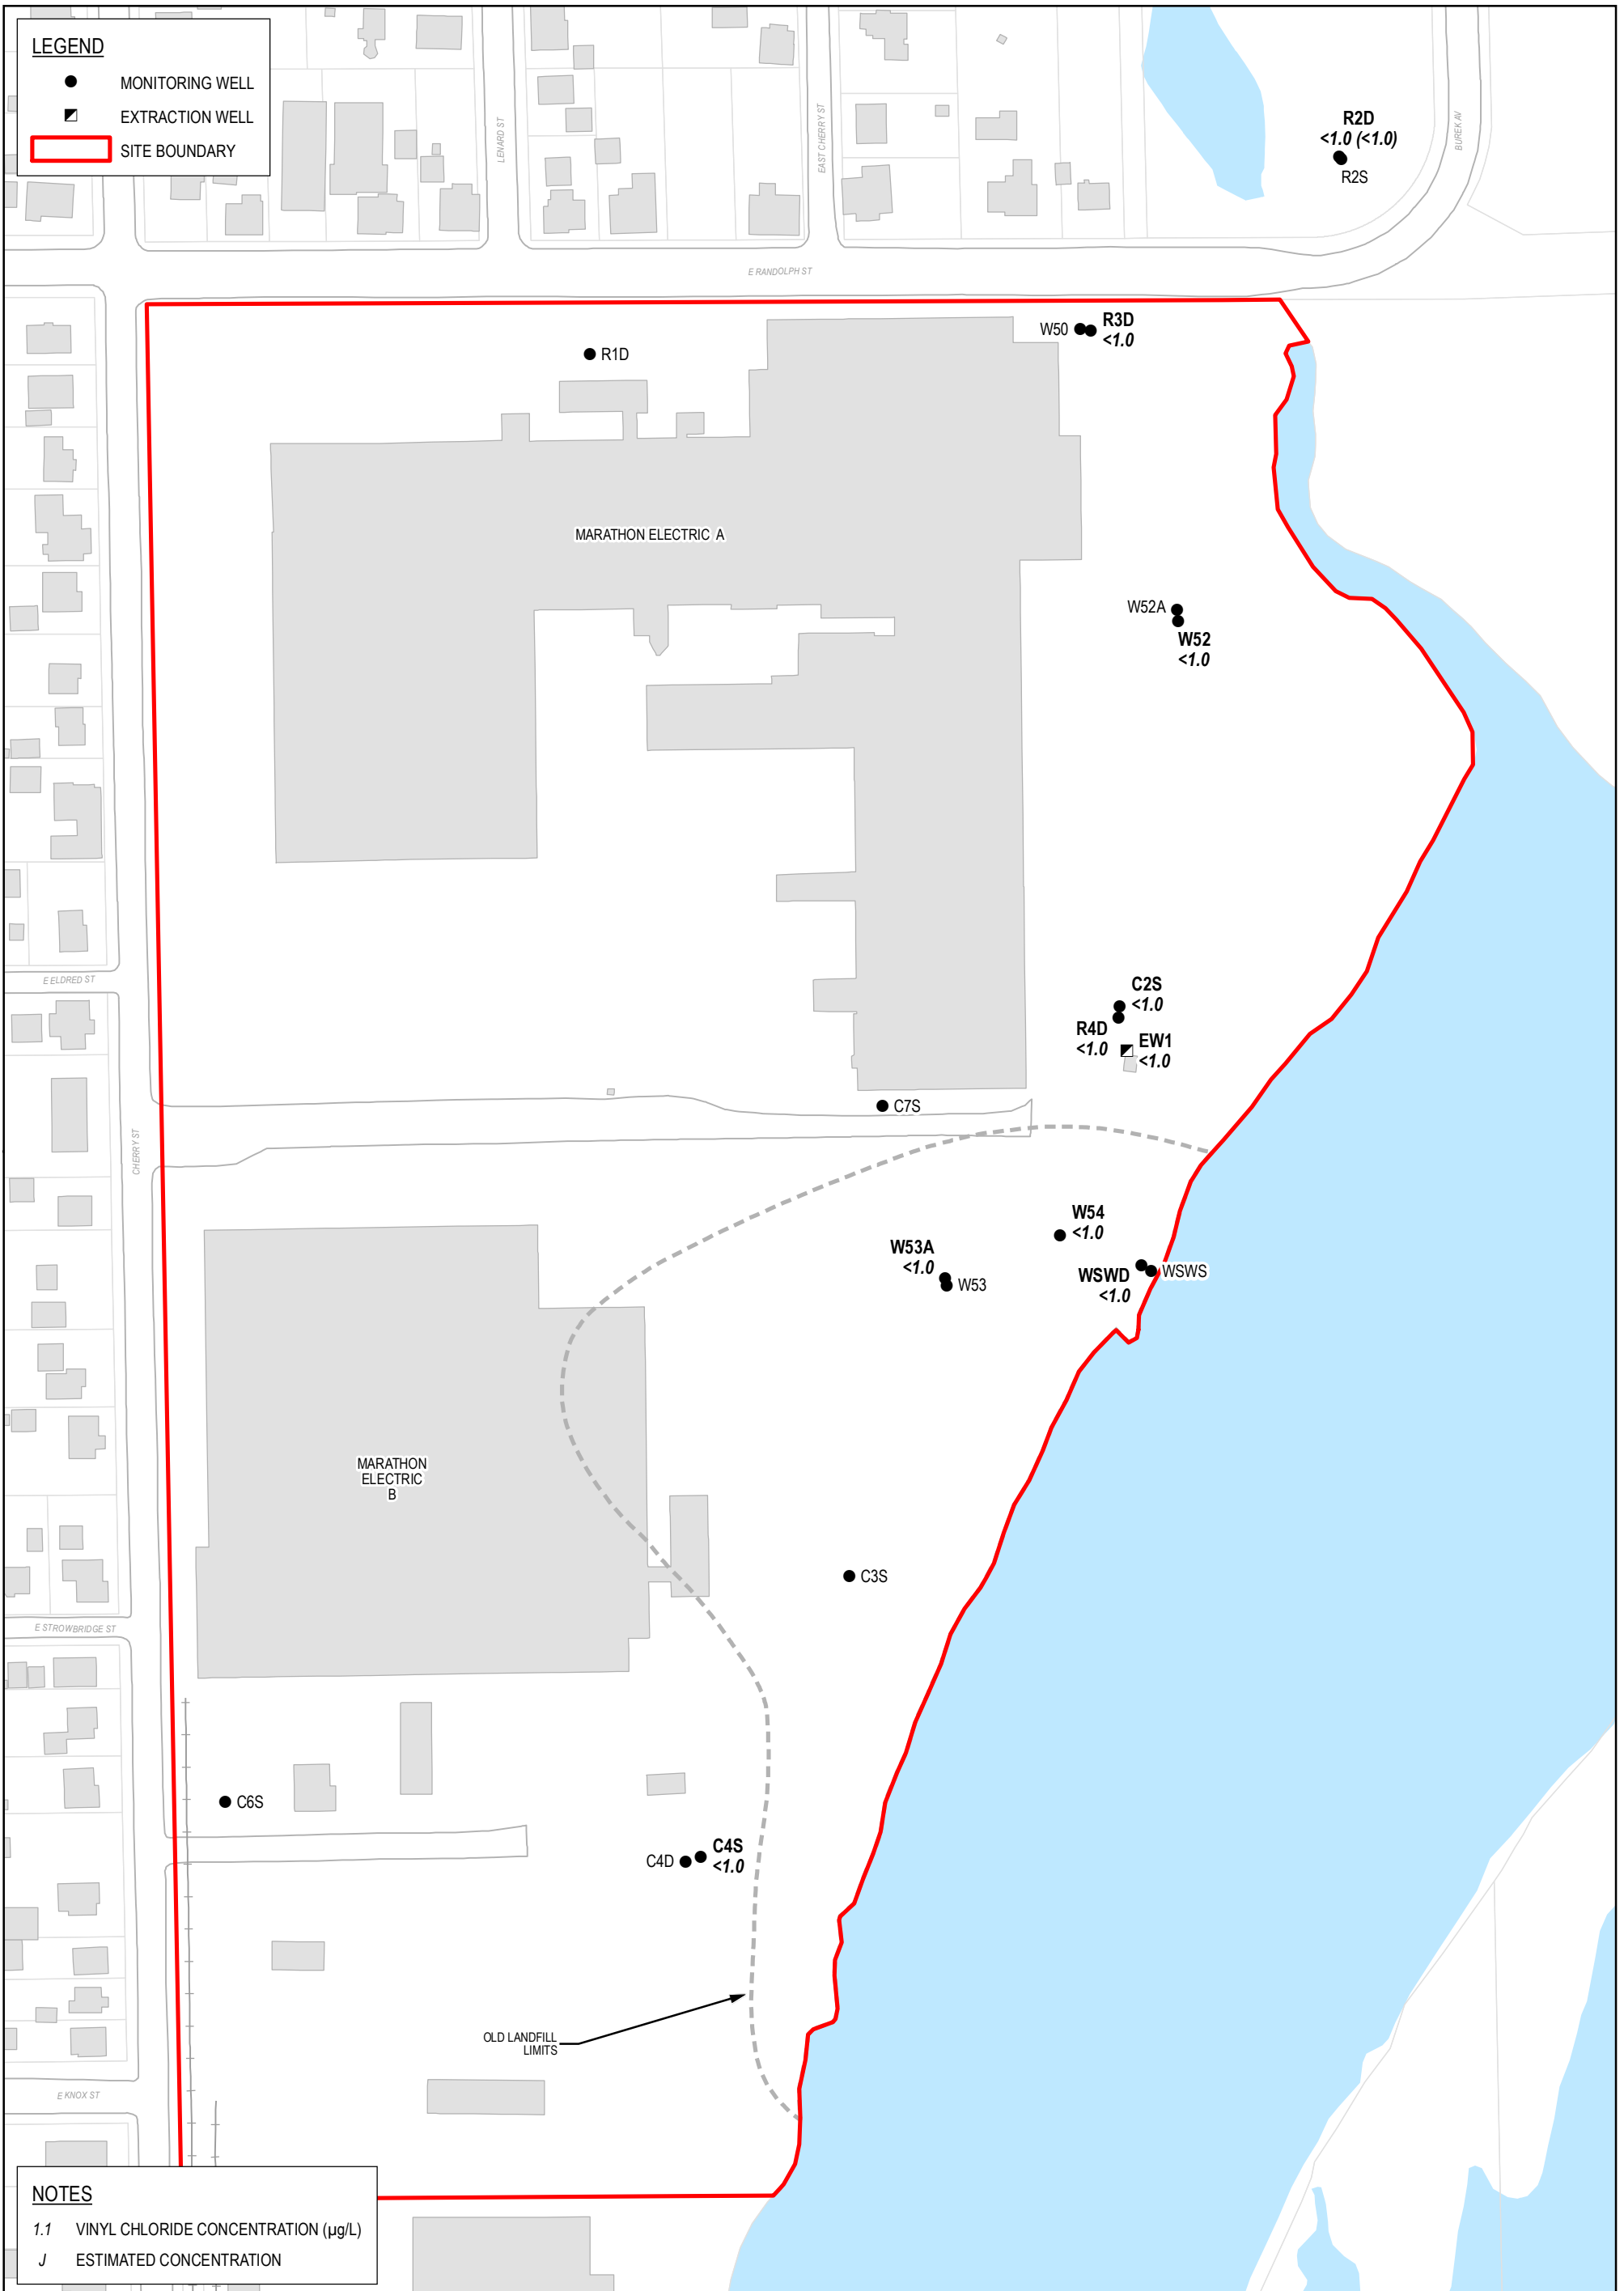 LEGEND
MONITORING WELL
EXTRACTION WELL
SITE BOUNDARY
LENARD ST
EAST CHERRY ST
BUREK AV
R2D
<1.0 (<1.0)
R2S
E RANDOLPH ST
W50
R3D
<1.0
R1D
MARATHON ELECTRIC A
W52A
W52
<1.0
E ELDRED ST
C2S
<1.0
R4D
<1.0
EW1
<1.0
C7S
CHERRY ST
W54
<1.0
W53A
<1.0
W53
WSWD
<1.0
WSWS
MARATHON
ELECTRIC
B
C3S
E STROWBRIDGE ST
C6S
C4D
C4S
<1.0
OLD LANDFILL
LIMITS
E KNOX ST
NOTES
1.1 VINYL CHLORIDE CONCENTRATION (µg/L)
J ESTIMATED CONCENTRATION